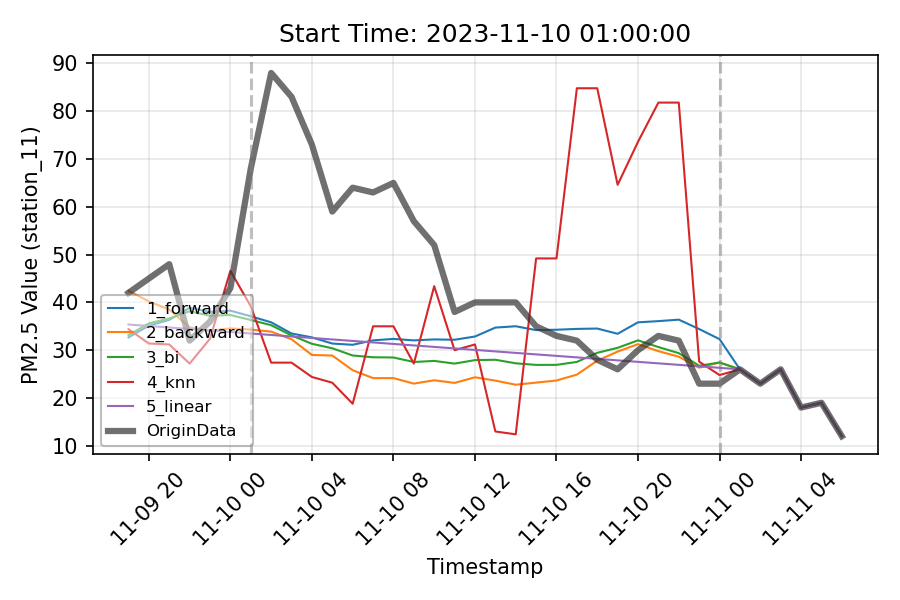 Start Time: 2023-11-10 01:00:00
PM2.5 Value (station_11)
90
80
70
60
50
40
30
20
10
1_forward
2_backward
3_bi
4_knn
5_linear
OriginData
11-09 20
11-10 00
11-10 04
11-10 08
11-10 12
11-10 16
11-10 20
11-11 00
11-11 04
Timestamp